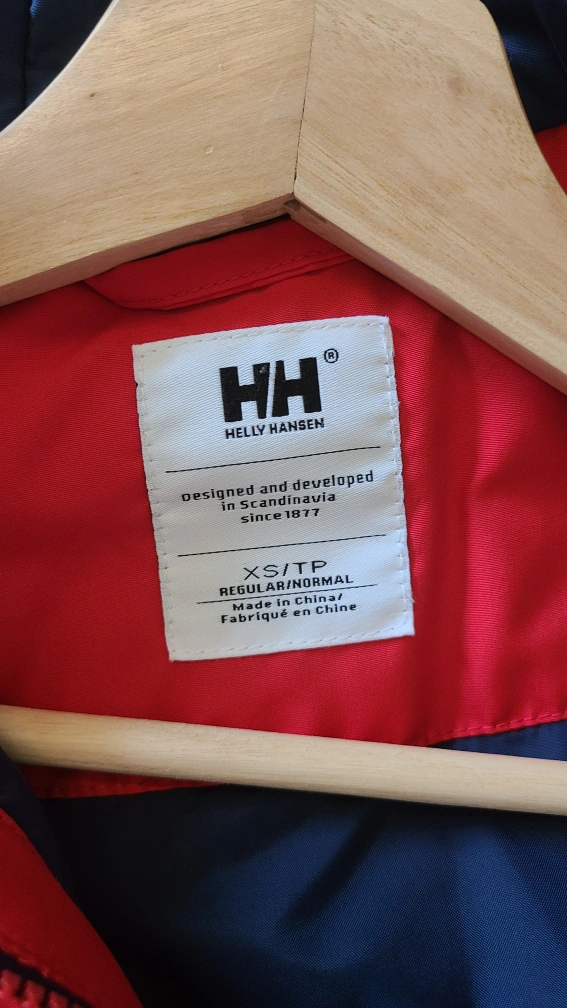 HH®
HELLY HANSEN
Designed and developed
in Scandinavia
since 1877
XS/TP
REGULAR/NORMAL
Made in China/
Fabriqué en Chine